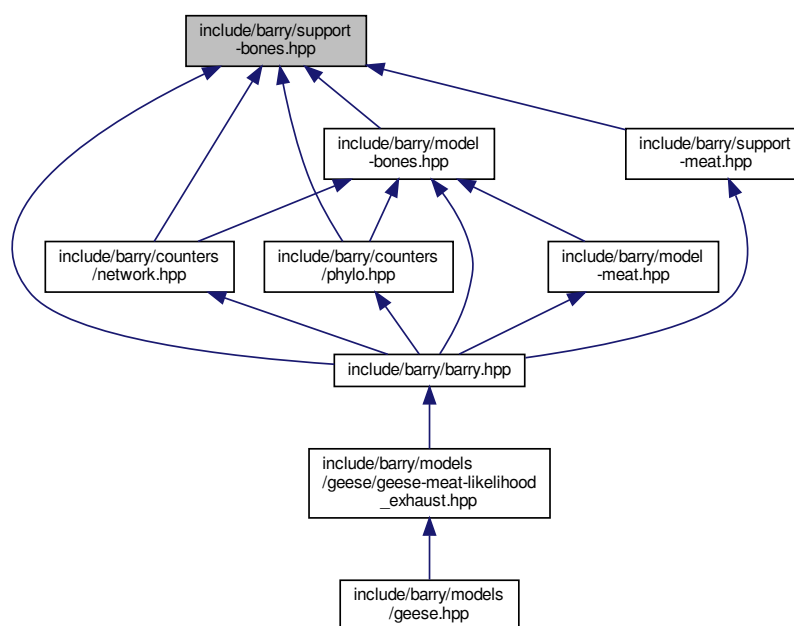 include/barry/support
-bones.hpp
include/barry/model
-bones.hpp
include/barry/support
-meat.hpp
include/barry/counters
/network.hpp
include/barry/counters
/phylo.hpp
include/barry/model
-meat.hpp
include/barry/barry.hpp
include/barry/models
/geese/geese-meat-likelihood
_exhaust.hpp
include/barry/models
/geese.hpp